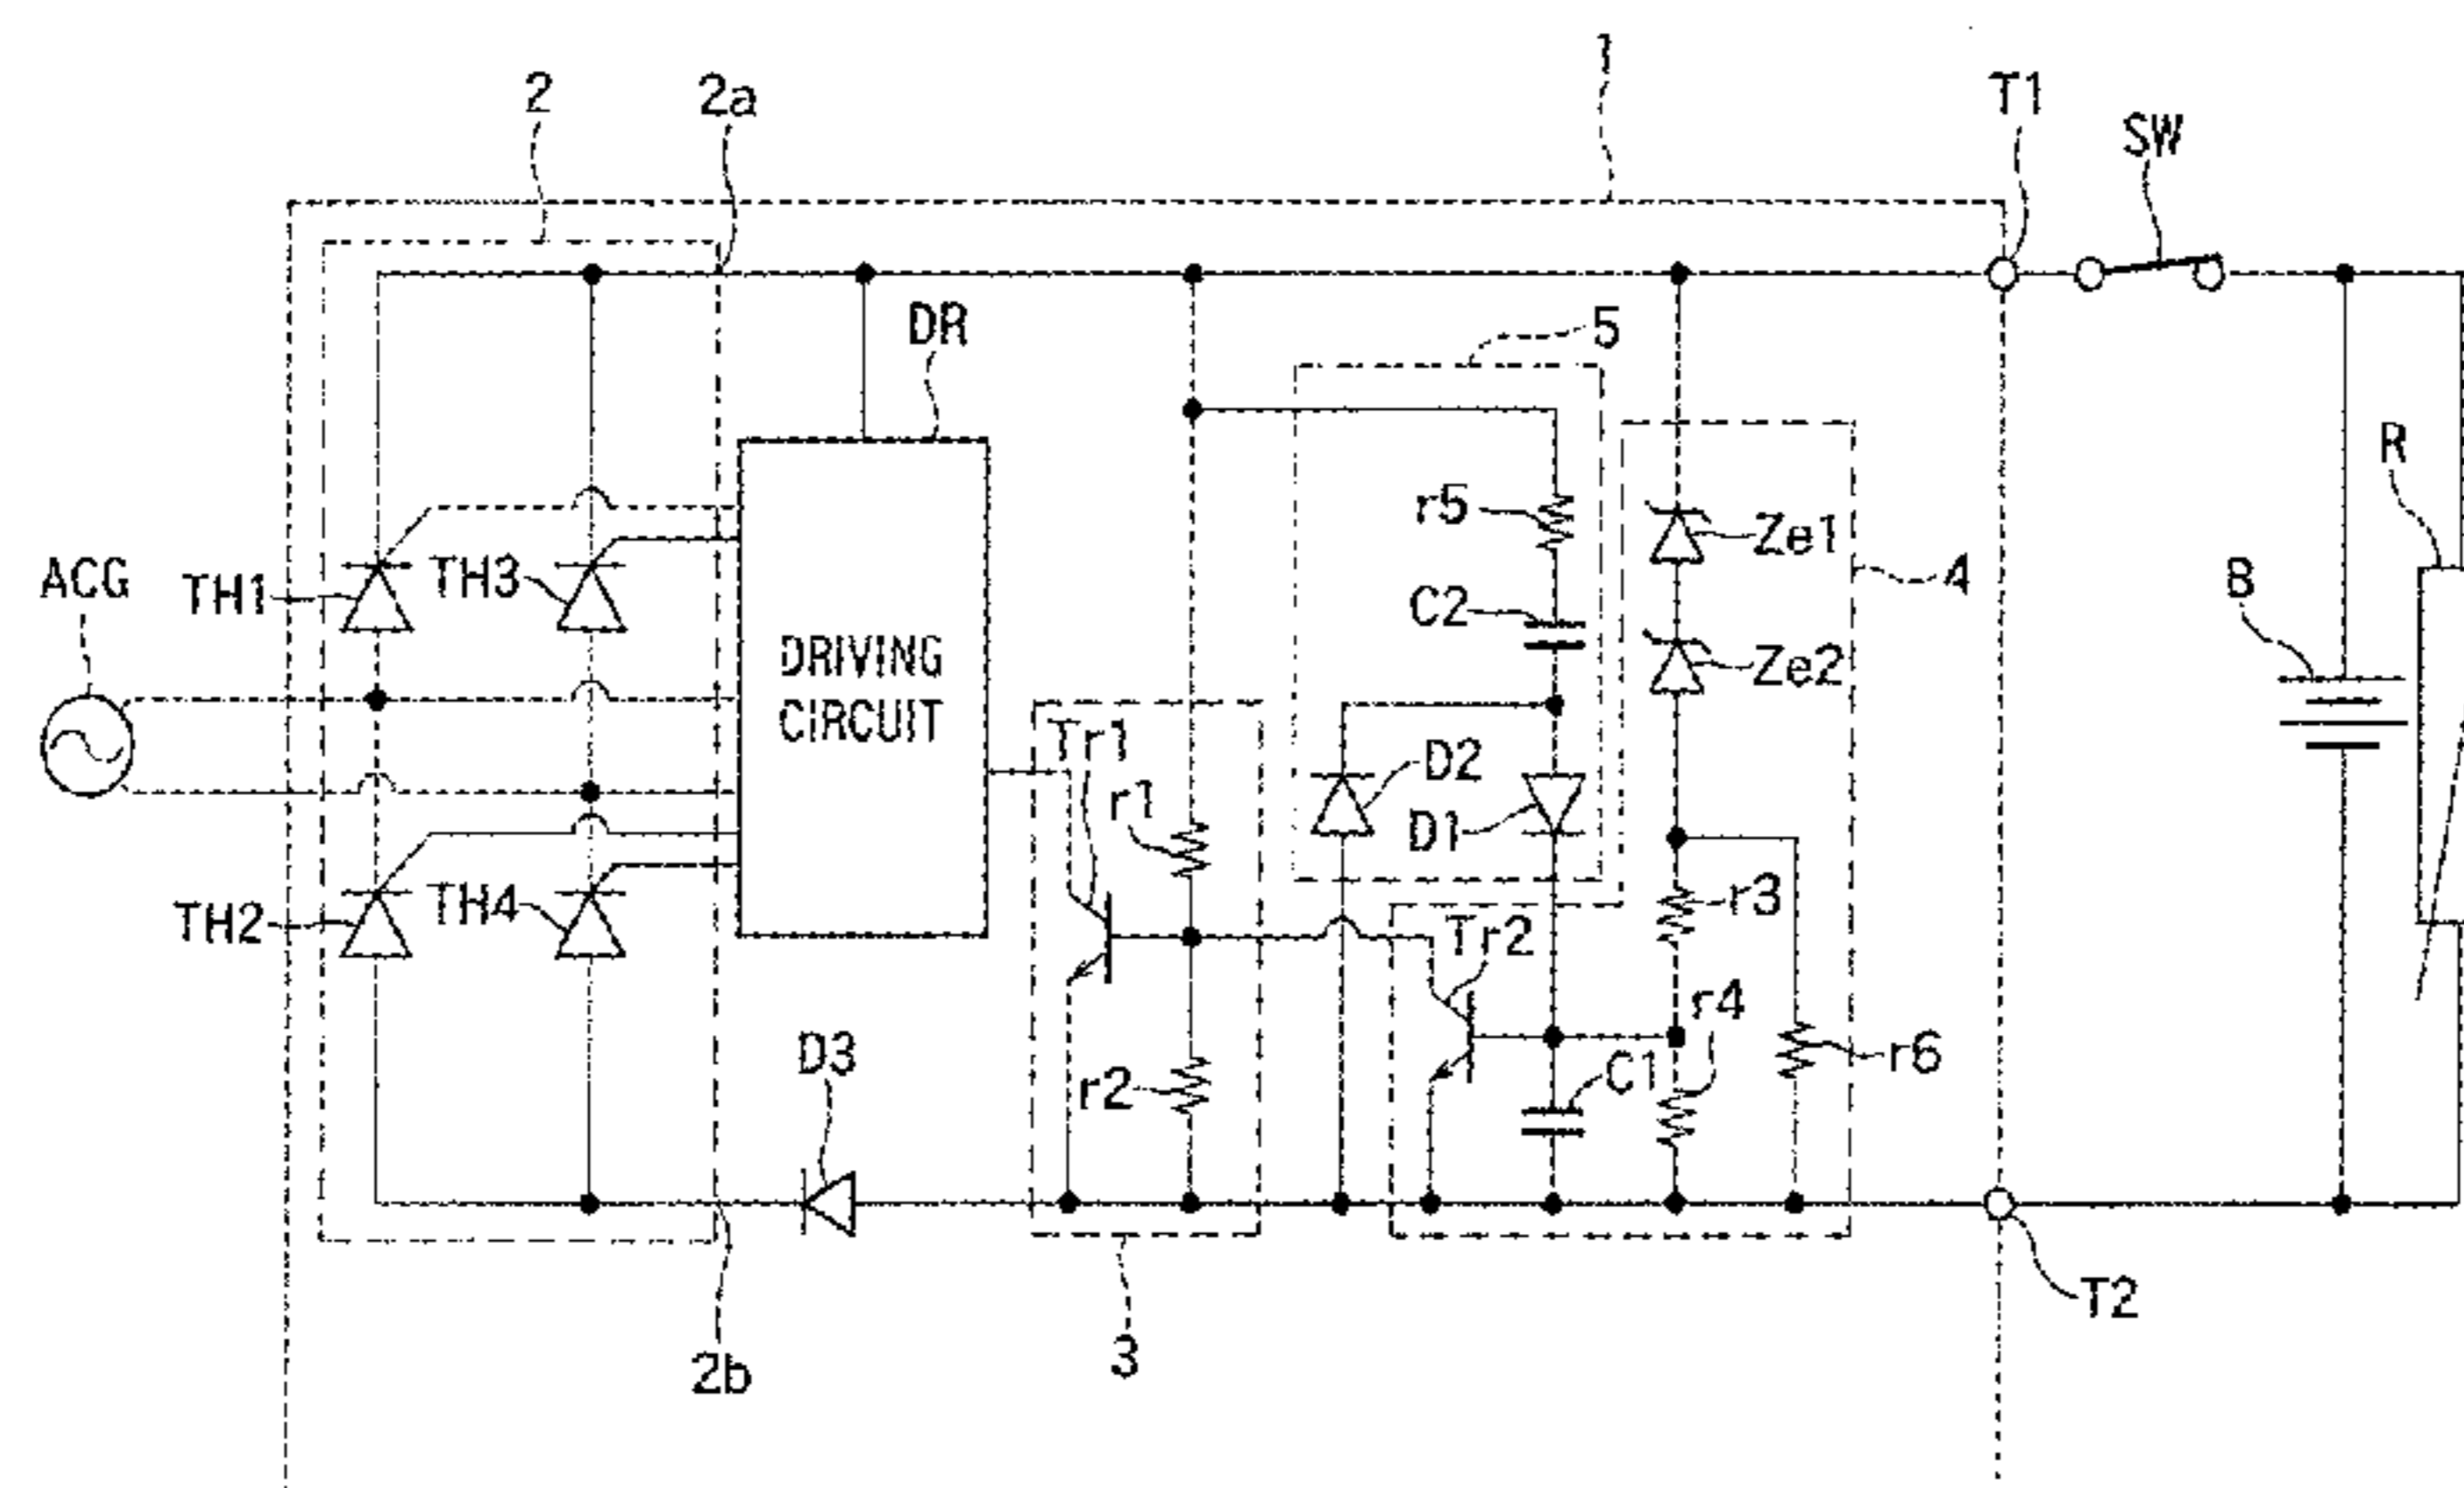 1
2
2a
T1
SW
DR
5
R
r5
Ze1
ACG
TH1
TH3
4
B
C2
DRIVING
CIRCUIT
Ze2
Tr1
D2
r1
D1
TH2
TH4
r3
Tr2
r4
D3
r2
C1
r6
T2
2b
3